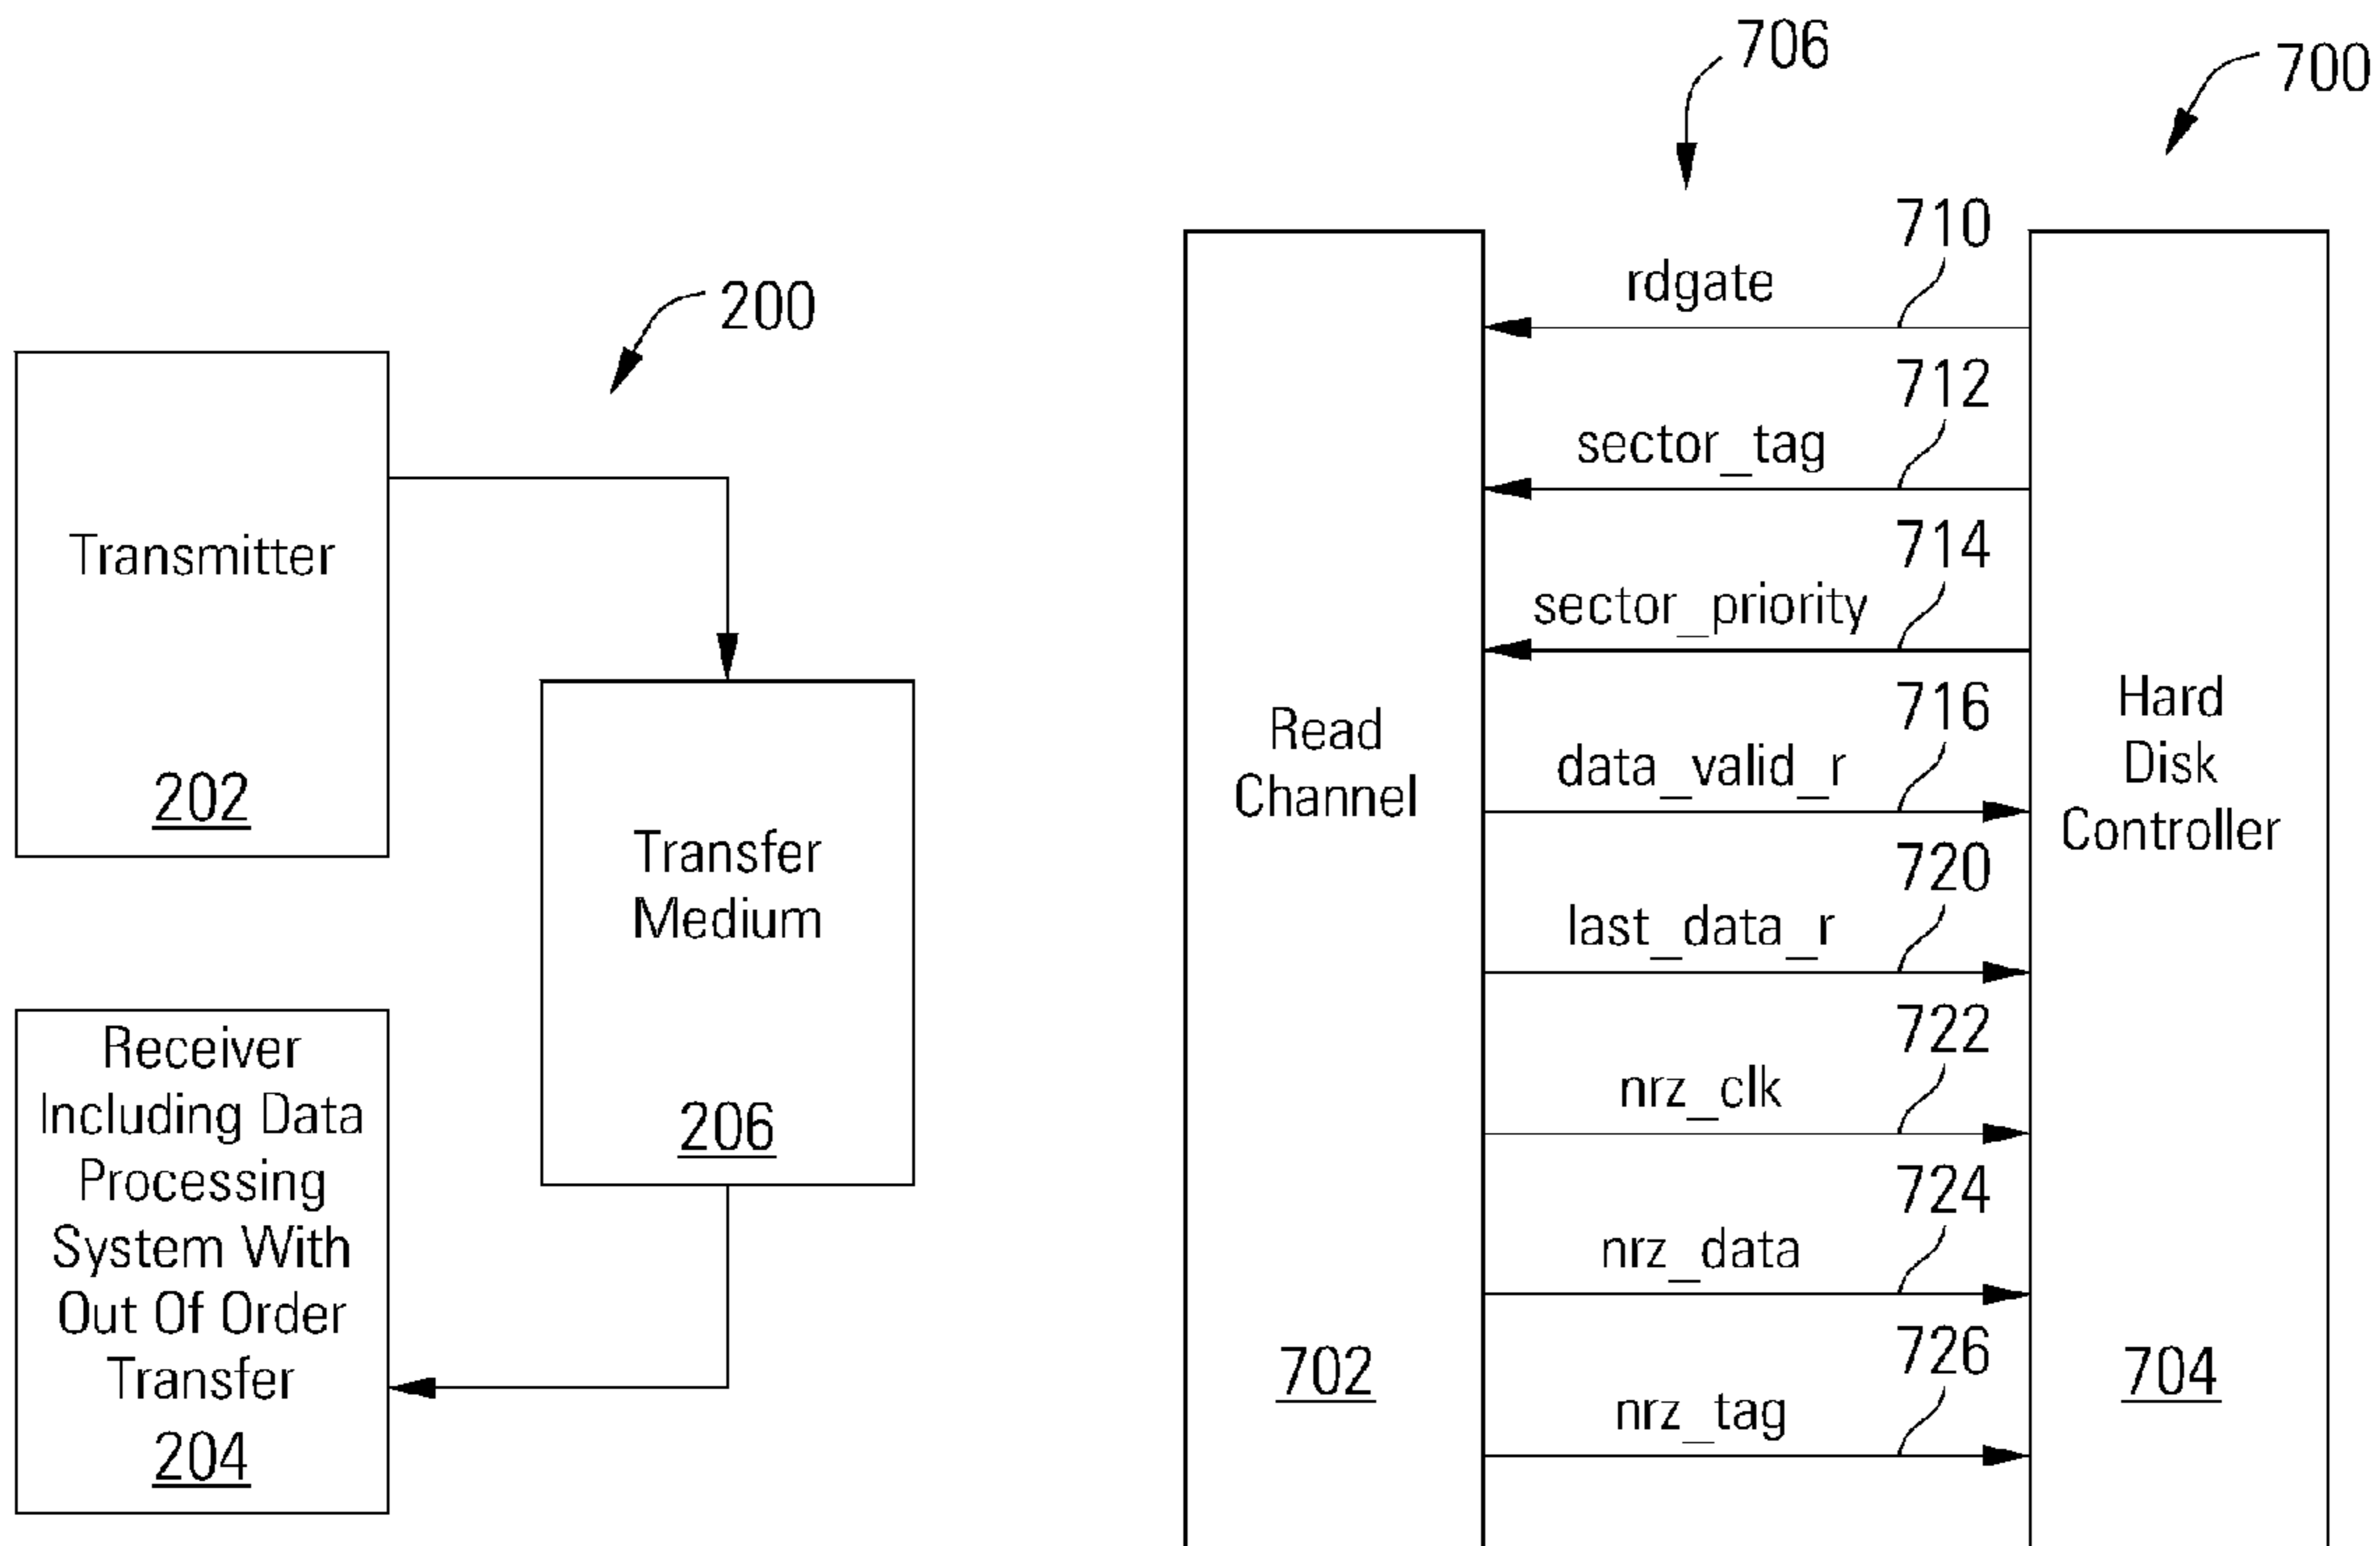 200
Transmitter
202
Transfer
Medium
206
Receiver
Including Data
Processing
System With
Out Of Order
Transfer
204
706
700
Read
Channel
702
710
rdgate
712
sector_tag
714
sector_priority
716
data_valid_r
720
last_data_r
722
nrz_clk
724
nrz_data
726
nrz_tag
Hard
Disk
Controller
704